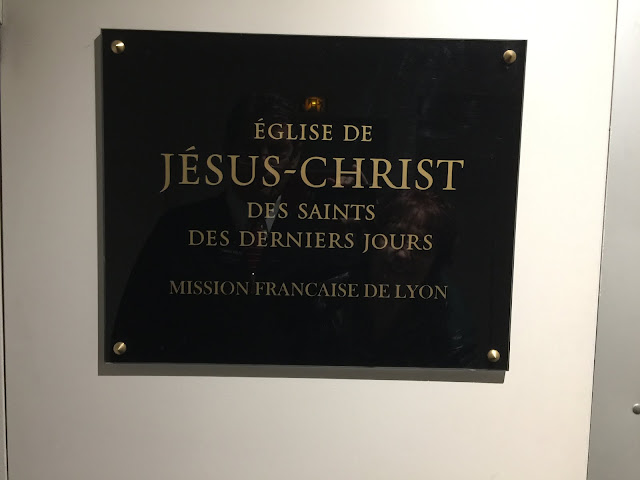 ÉGLISE DE
JÉSUS-CHRIST
DES SAINTS
DES DERNIERS JOURS
MISSION FRANCAISE DE LYON